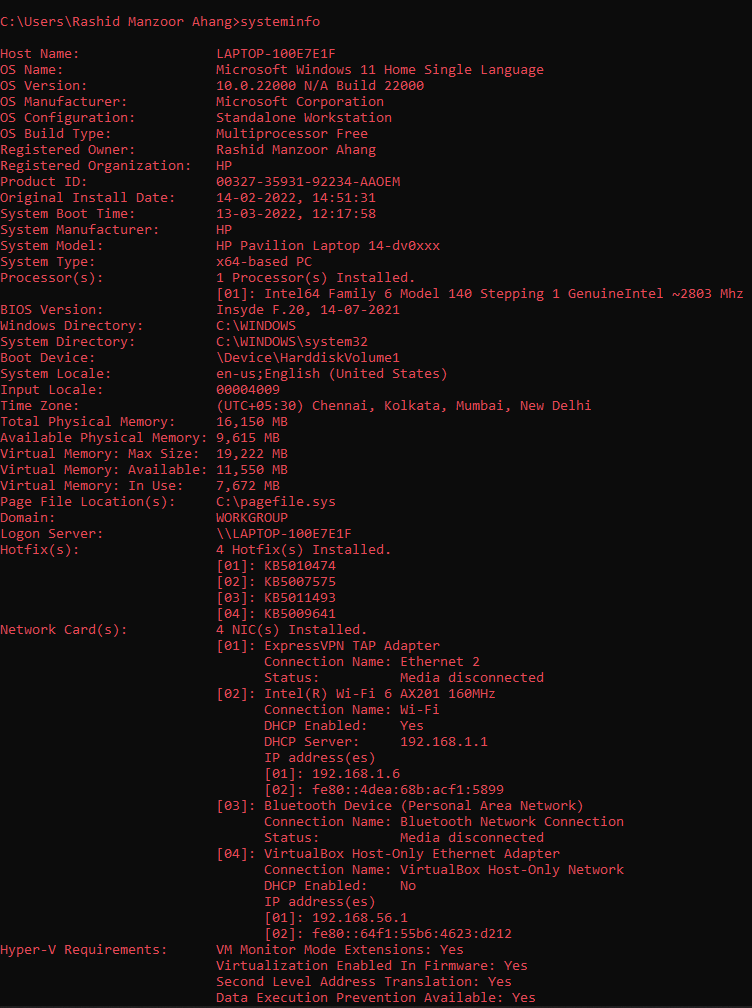 C:\Users\Rashid Manzoor Ahang>systeminfo
Host Name: LAPTOP-100E7E1F
OS Name: Microsoft Windows 11 Home Single Language
OS Version: 10.0.22000 N/A Build 22000
OS Manufacturer: Microsoft Corporation
OS Configuration: Standalone Workstation
OS Build Type: Multiprocessor Free
Registered Owner: Rashid Manzoor Ahang
Registered Organization: HP
Product ID: 00327-35931-92234-AAOEM
Original Install Date: 14-02-2022, 14:51:31
System Boot Time: 13-03-2022, 12:17:58
System Manufacturer: HP
System Model: HP Pavilion Laptop 14-dv0xxx
System Type: x64-based PC
Processor(s): 1 Processor(s) Installed.
[01]: Intel64 Family 6 Model 140 Stepping 1 GenuineIntel ~2803 Mhz
BIOS Version: Insyde F.20, 14-07-2021
Windows Directory: C:\WINDOWS
System Directory: C:\WINDOWS\system32
Boot Device: \Device\HarddiskVolume1
System Locale: en-us;English (United States)
Input Locale: 00004009
Time Zone: (UTC+05:30) Chennai, Kolkata, Mumbai, New Delhi
Total Physical Memory: 16,150 MB
Available Physical Memory: 9,615 MB
Virtual Memory: Max Size: 19,222 MB
Virtual Memory: Available: 11,550 MB
Virtual Memory: In Use: 7,672 MB
Page File Location(s): C:\pagefile.sys
Domain: WORKGROUP
Logon Server: \\LAPTOP-100E7E1F
Hotfix(s): 4 Hotfix(s) Installed.
[01]: KB5010474
[02]: KB5007575
[03]: KB5011493
[04]: KB5009641
Network Card(s): 4 NIC(s) Installed.
[01]: ExpressVPN TAP Adapter
Connection Name: Ethernet 2
Status: Media disconnected
[02]: Intel(R) Wi-Fi 6 AX201 160MHz
Connection Name: Wi-Fi
DHCP Enabled: Yes
DHCP Server: 192.168.1.1
IP address(es)
[01]: 192.168.1.6
[02]: fe80::4dea:68b:acf1:5899
[03]: Bluetooth Device (Personal Area Network)
Connection Name: Bluetooth Network Connection
Status: Media disconnected
[04]: VirtualBox Host-Only Ethernet Adapter
Connection Name: VirtualBox Host-Only Network
DHCP Enabled: No
IP address(es)
[01]: 192.168.56.1
[02]: fe80::64f1:55b6:4623:d212
Hyper-V Requirements: VM Monitor Mode Extensions: Yes
Virtualization Enabled In Firmware: Yes
Second Level Address Translation: Yes
Data Execution Prevention Available: Yes